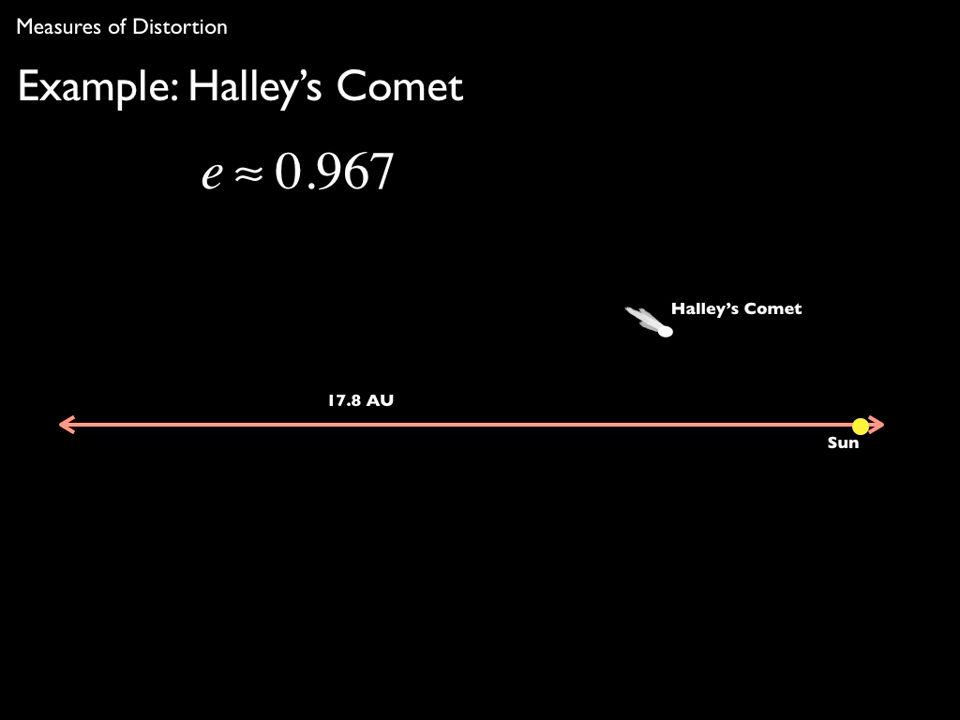 Measures of Distortion
Example: Halley’s Comet
e ≈ 0.967
Halley’s Comet
17.8 AU
Sun